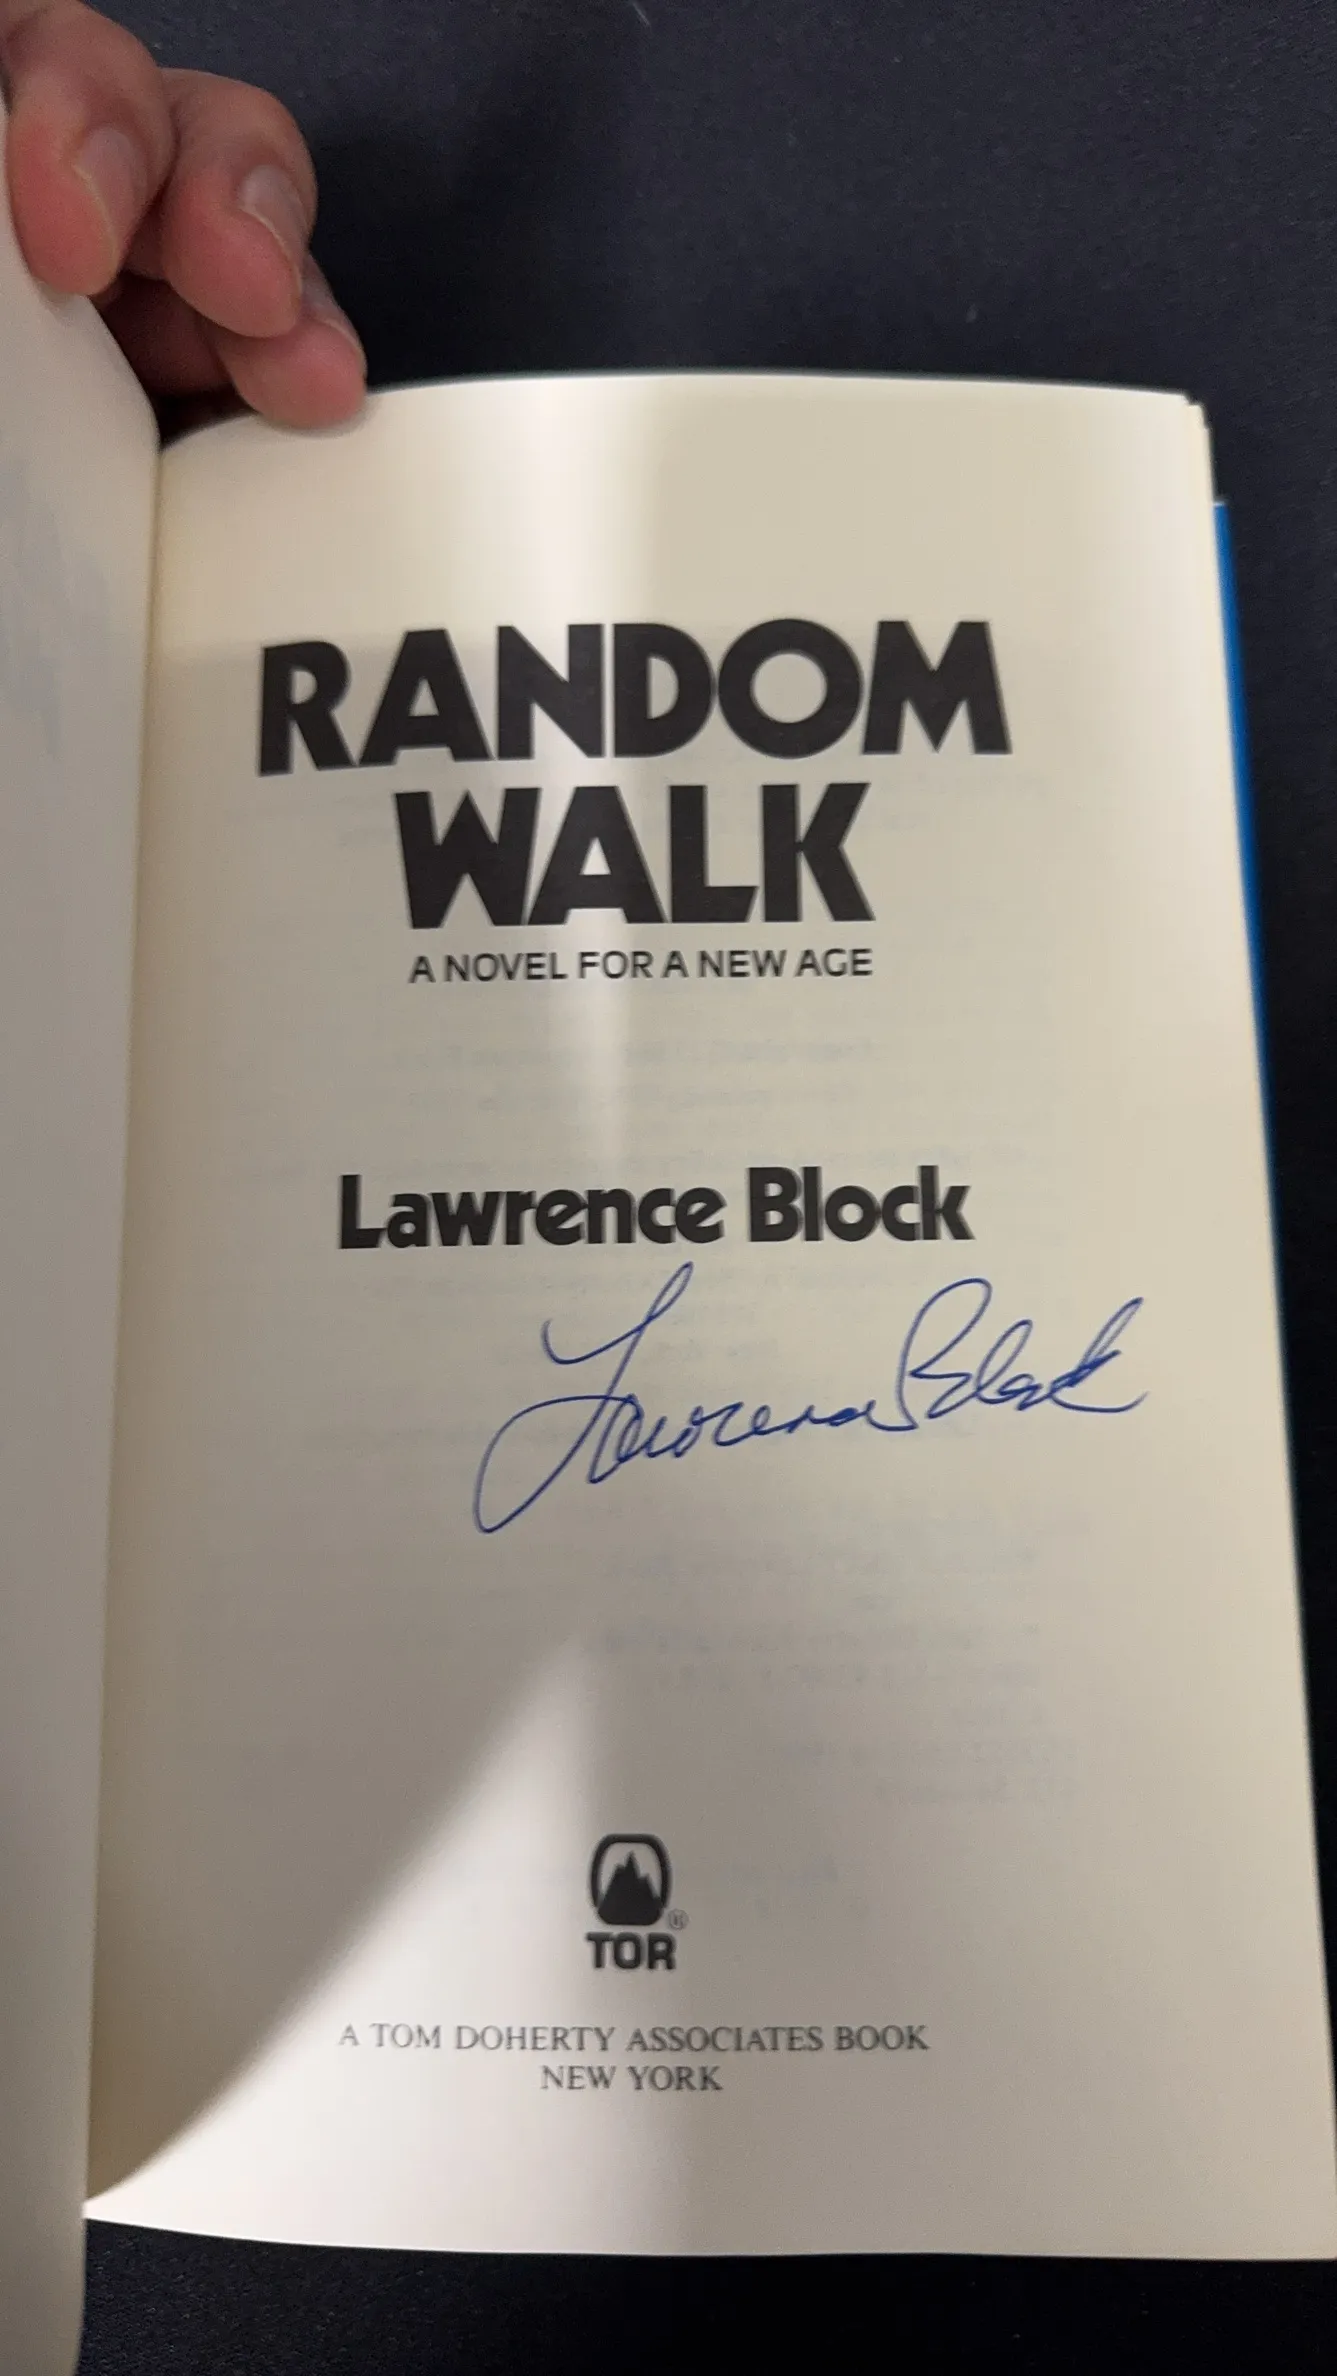 RANDOM
WALK
A NOVEL FOR A NEW AGE
Lawrence Block
Lawrence Block
®
TOR
A TOM DOHERTY ASSOCIATES BOOK
NEW YORK